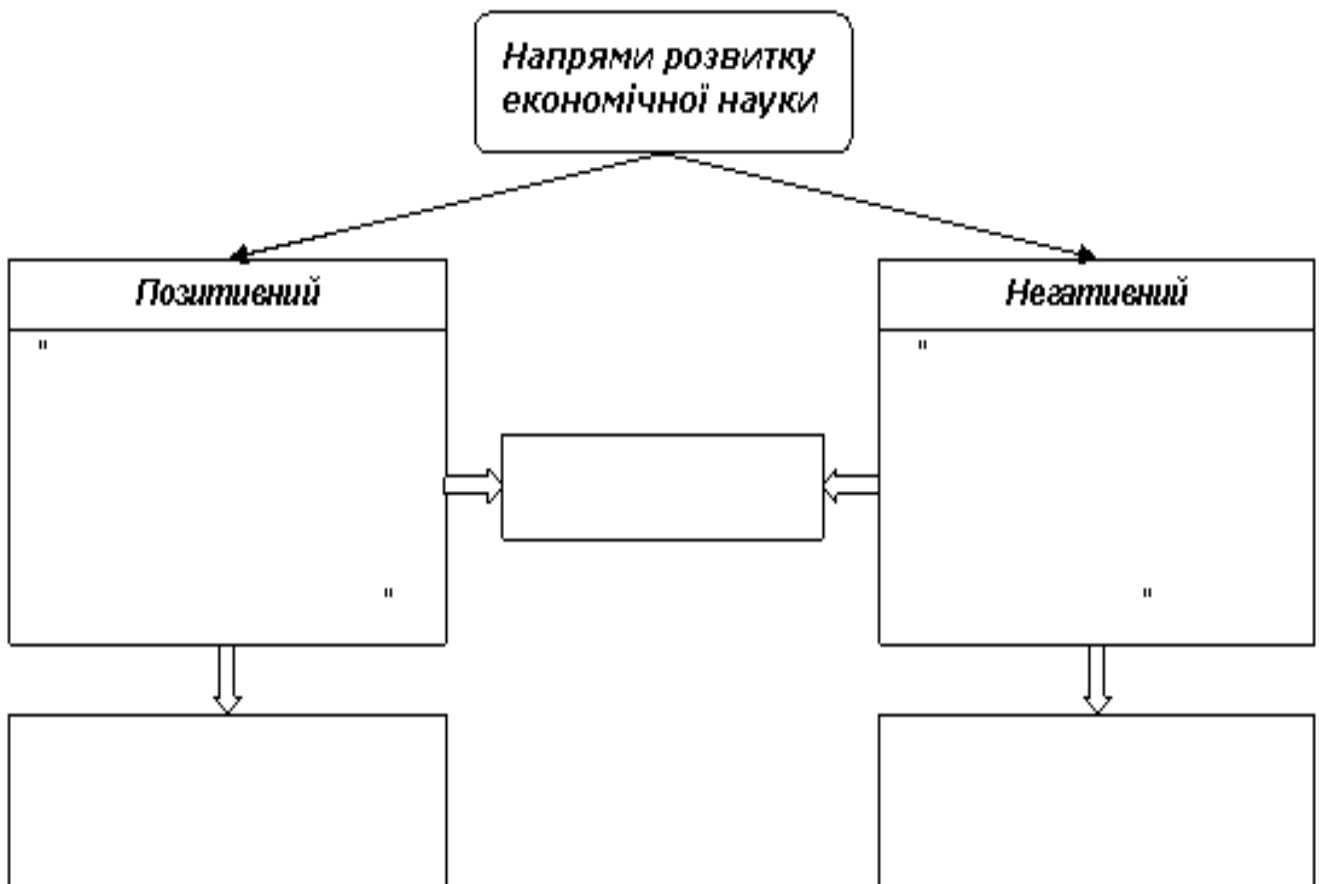 Напрями розвитку
економічної науки
Позитивний
Негативний
"
"
"
"